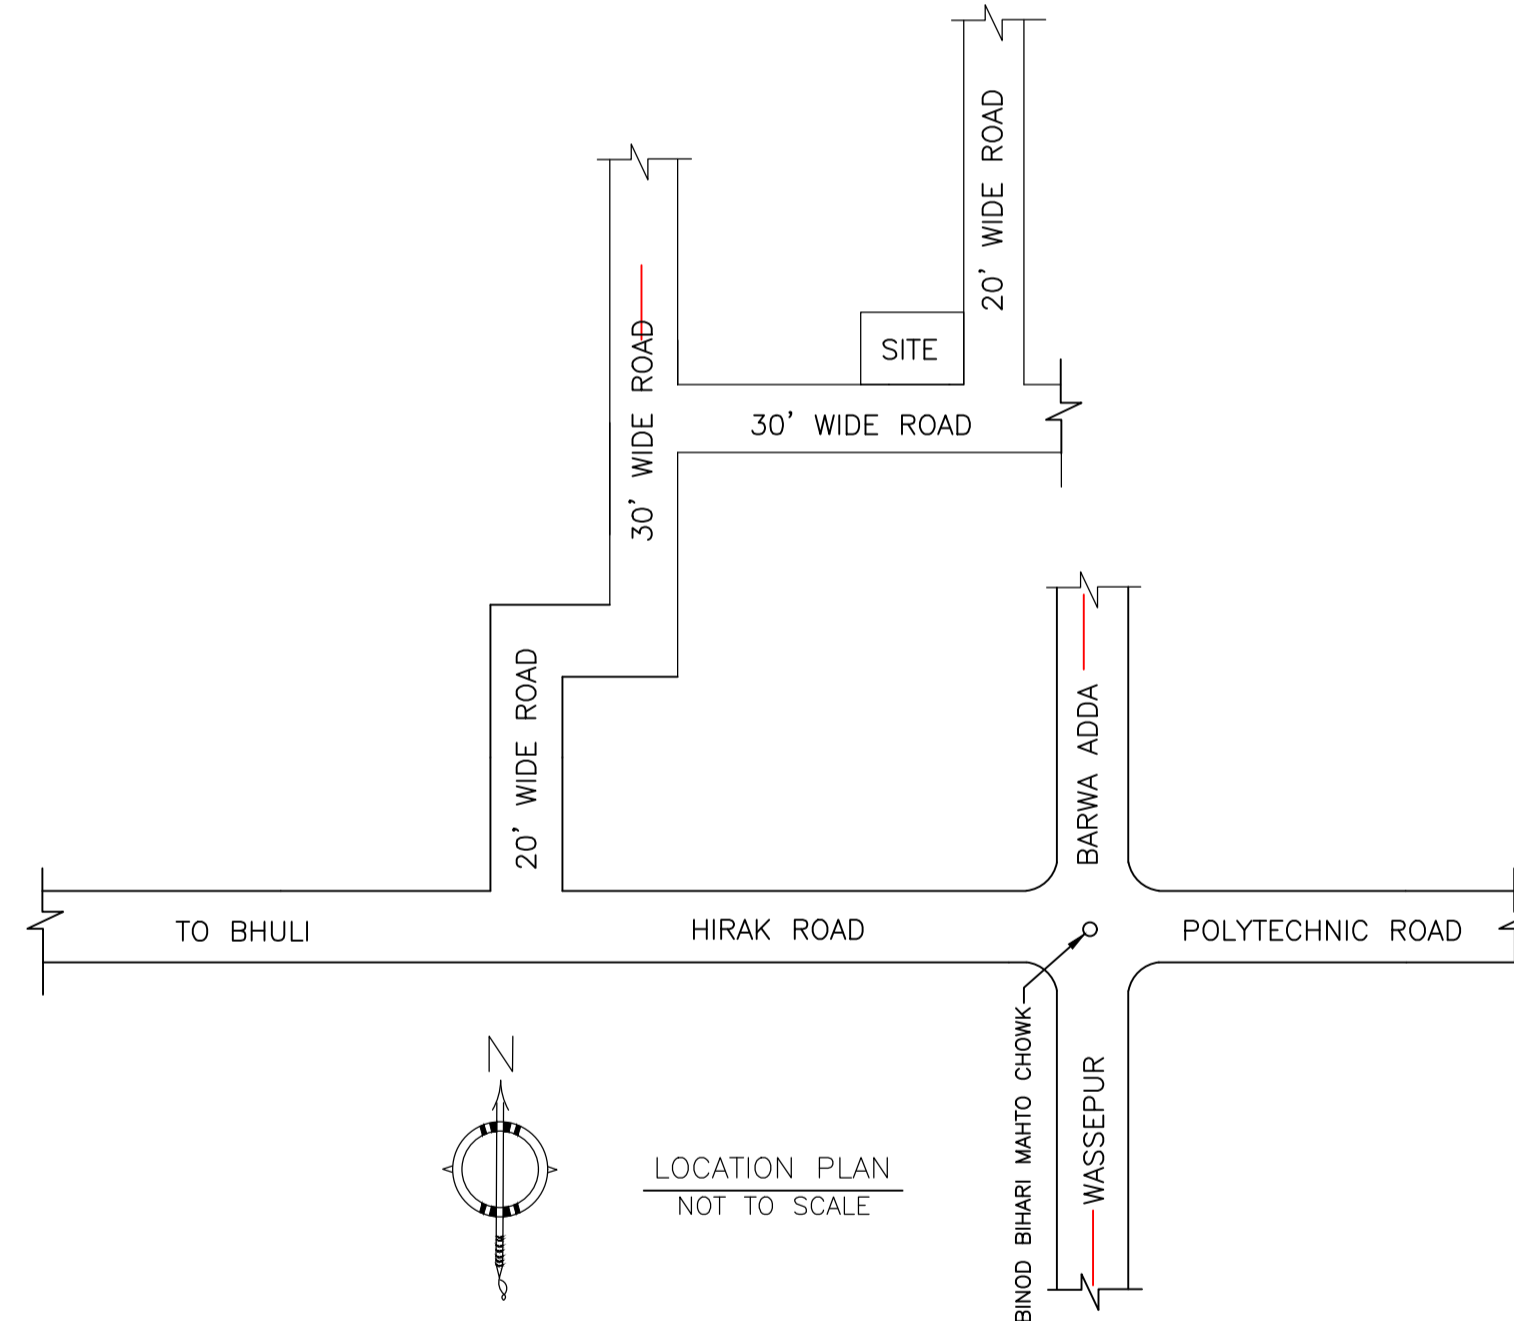 20' WIDE ROAD
30' WIDE ROAD
SITE
30' WIDE ROAD
20' WIDE ROAD
BARWA ADDA
TO BHULI
HIRAK ROAD
POLYTECHNIC ROAD
BINOD BIHARI MAHTO CHOWK
WASSEPUR
N
LOCATION PLAN
NOT TO SCALE